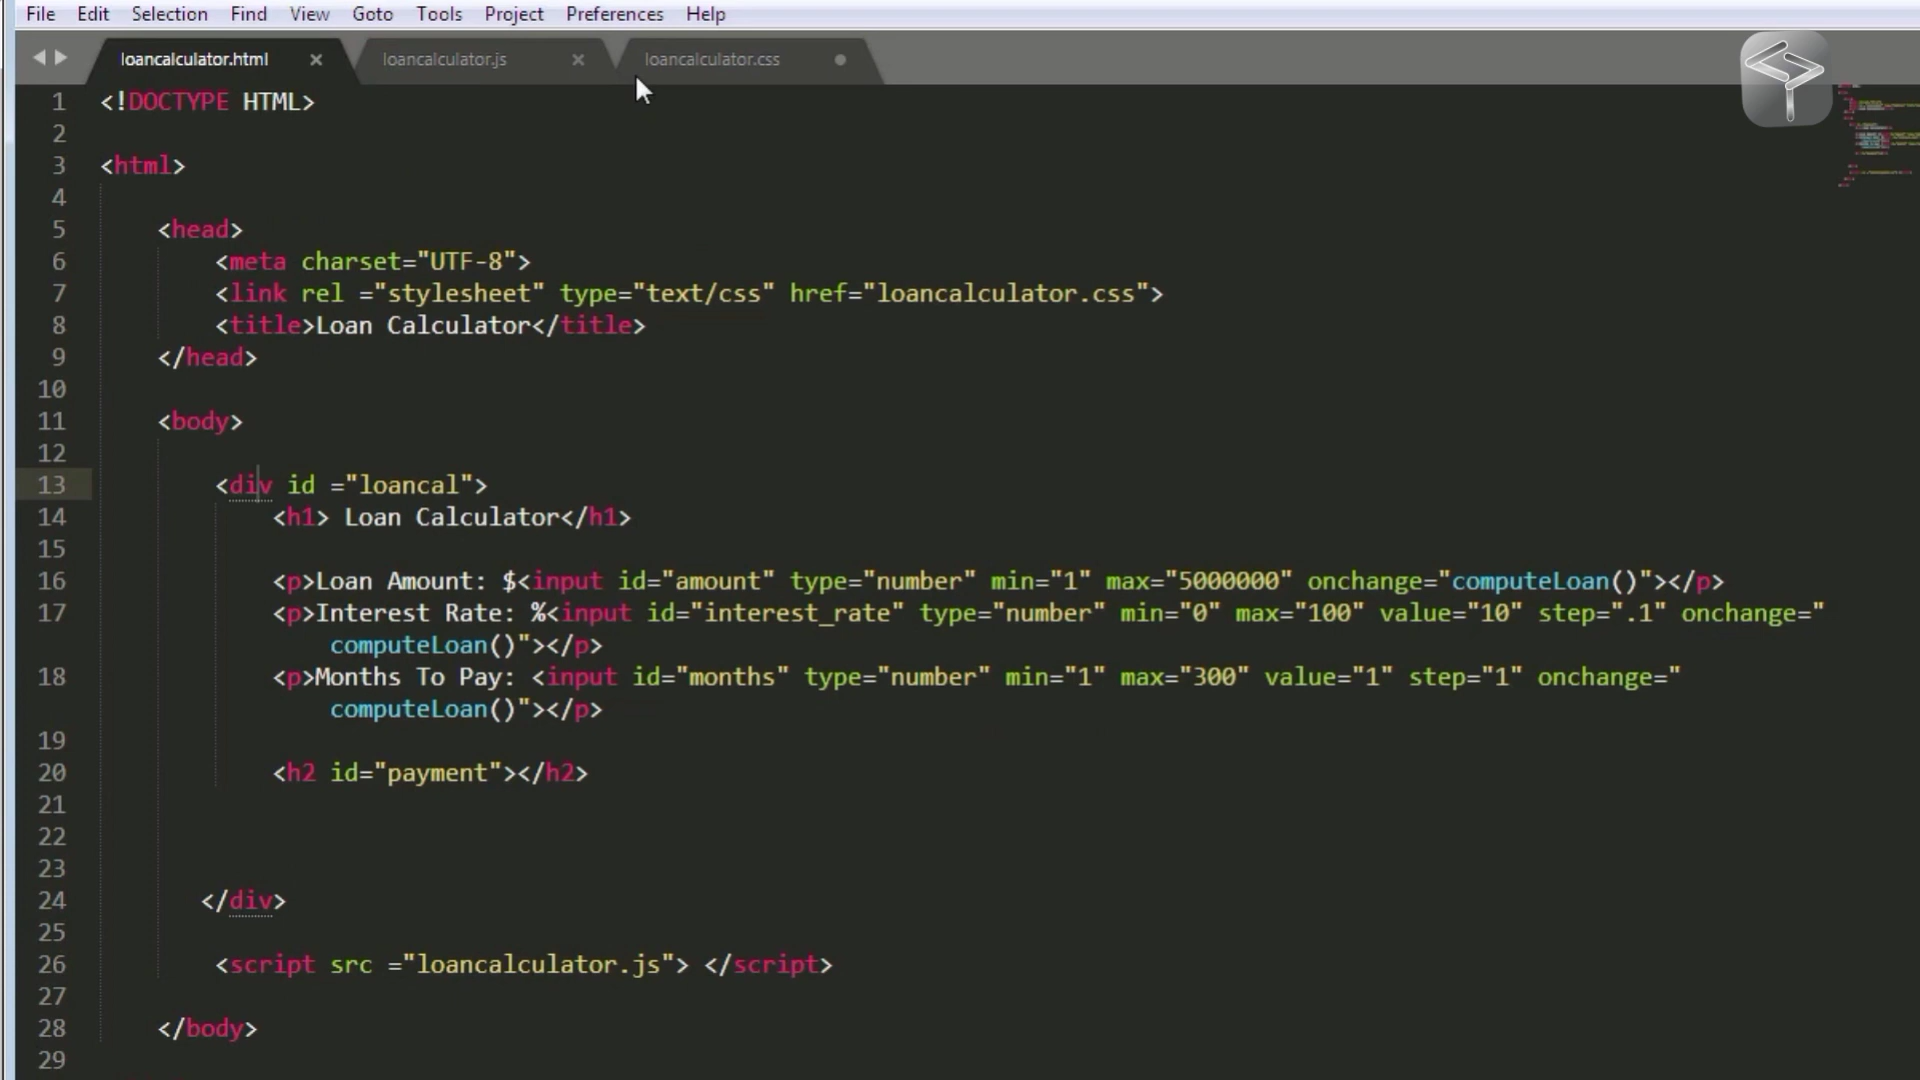 File Edit Selection Find View Goto Tools Project Preferences Help
loancalculator.html loancalculator.js loancalculator.css
1 <!DOCTYPE HTML>
2
3 <html>
4
5 <head>
6 <meta charset="UTF-8">
7 <link rel ="stylesheet" type="text/css" href="loancalculator.css">
8 <title>Loan Calculator</title>
9 </head>
10
11 <body>
12
13 <div id ="loancal">
14 <h1> Loan Calculator</h1>
15
16 <p>Loan Amount: $<input id="amount" type="number" min="1" max="5000000" onchange="computeLoan()"></p>
17 <p>Interest Rate: %<input id="interest_rate" type="number" min="0" max="100" value="10" step=".1" onchange="
computeLoan()"></p>
18 <p>Months To Pay: <input id="months" type="number" min="1" max="300" value="1" step="1" onchange="
computeLoan()"></p>
19
20 <h2 id="payment"></h2>
21
22
23
24 </div>
25
26 <script src ="loancalculator.js"> </script>
27
28 </body>
29